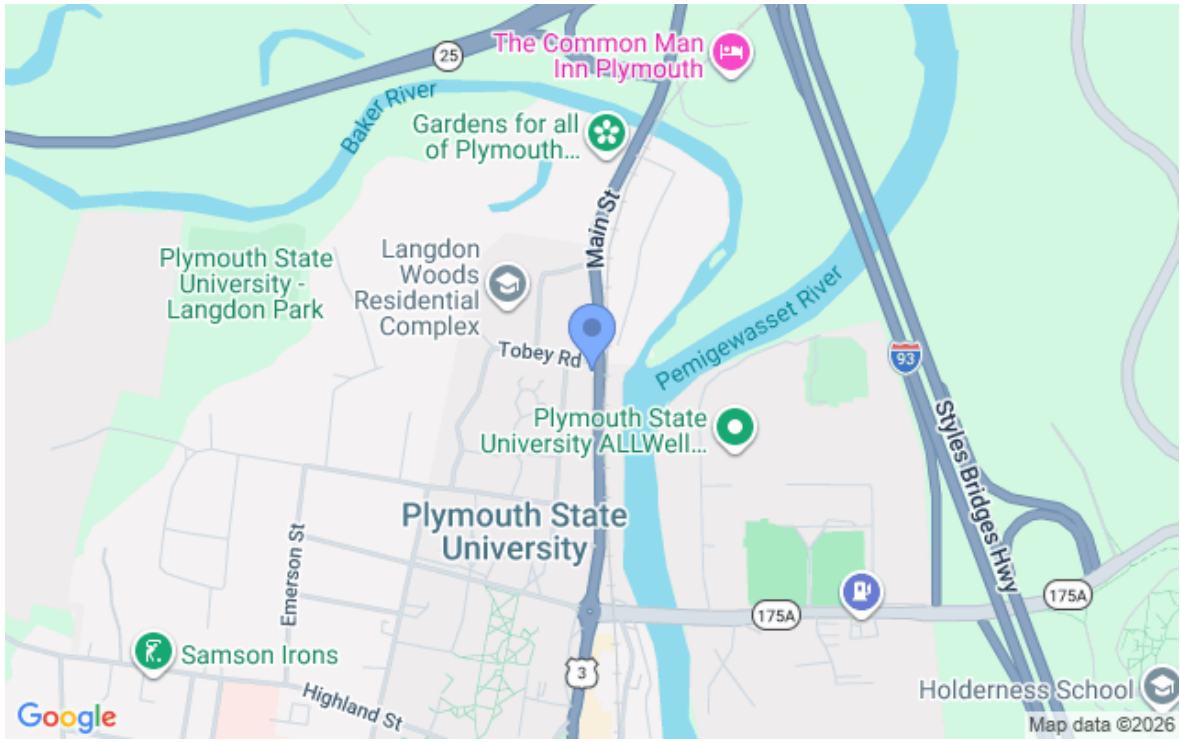 The Common Man
Inn Plymouth
25
Baker River
Gardens for all
of Plymouth…
Main St
Plymouth State
University -
Langdon Park
Langdon
Woods
Residential
Complex
Tobey Rd
Pemigewasset River
93
Plymouth State
University ALLWell…
Styles Bridges Hwy
Plymouth State
University
Emerson St
175A
175A
Samson Irons
3
Highland St
Holderness School
Google
Map data ©2026